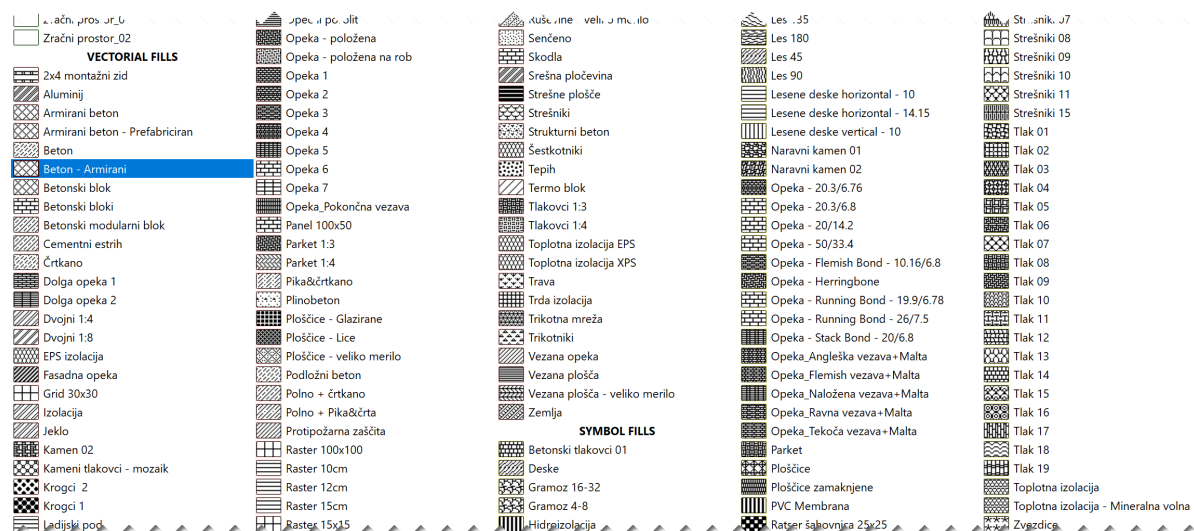 Zračni prostor_02
VECTORIAL FILLS
2x4 montažni zid
Aluminij
Armirani beton
Armirani beton - Prefabriciran
Beton
Beton - Armirani
Betonski blok
Betonski bloki
Betonski modularni blok
Cementni estrih
Črtkano
Dolga opeka 1
Dolga opeka 2
Dvojni 1:4
Dvojni 1:8
EPS izolacija
Fasadna opeka
Grid 30x30
Izolacija
Jeklo
Kamen 02
Kameni tlakovci - mozaik
Krogci 2
Krogci 1
Ladijski pod
Opeka - položena
Opeka - položena na rob
Opeka 1
Opeka 2
Opeka 3
Opeka 4
Opeka 5
Opeka 6
Opeka 7
Opeka_Pokončna vezava
Panel 100x50
Parket 1:3
Parket 1:4
Pika&črtkano
Plinobeton
Ploščice - Glazirane
Ploščice - Lice
Ploščice - veliko merilo
Podložni beton
Polno + črtkano
Polno + Pika&črta
Protipožarna zaščita
Raster 100x100
Raster 10cm
Raster 12cm
Raster 15cm
Raster 15x15
Senčeno
Skodla
Srešna pločevina
Strešne plošče
Strešniki
Strukturni beton
Šestkotniki
Tepih
Termo blok
Tlakovci 1:3
Tlakovci 1:4
Toplotna izolacija EPS
Toplotna izolacija XPS
Trava
Trda izolacija
Trikotna mreža
Trikotniki
Vezana opeka
Vezana plošča
Vezana plošča - veliko merilo
Zemlja
SYMBOL FILLS
Betonski tlakovci 01
Deske
Gramoz 16-32
Gramoz 4-8
Hidroizolacija
Les 180
Les 45
Les 90
Lesene deske horizontal - 10
Lesene deske horizontal - 14.15
Lesene deske vertical - 10
Naravni kamen 01
Naravni kamen 02
Opeka - 20.3/6.76
Opeka - 20.3/6.8
Opeka - 20/14.2
Opeka - 50/33.4
Opeka - Flemish Bond - 10.16/6.8
Opeka - Herringbone
Opeka - Running Bond - 19.9/6.78
Opeka - Running Bond - 26/7.5
Opeka - Stack Bond - 20/6.8
Opeka_Angleška vezava+Malta
Opeka_Flemish vezava+Malta
Opeka_Naložena vezava+Malta
Opeka_Ravna vezava+Malta
Opeka_Tekoča vezava+Malta
Parket
Ploščice
Ploščice zamaknjene
PVC Membrana
Ratser šahovnica 25x25
Strešniki 07
Strešniki 08
Strešniki 09
Strešniki 10
Strešniki 11
Strešniki 15
Tlak 01
Tlak 02
Tlak 03
Tlak 04
Tlak 05
Tlak 06
Tlak 07
Tlak 08
Tlak 09
Tlak 10
Tlak 11
Tlak 12
Tlak 13
Tlak 14
Tlak 15
Tlak 16
Tlak 17
Tlak 18
Tlak 19
Toplotna izolacija
Toplotna izolacija - Mineralna volna
Zvezdice